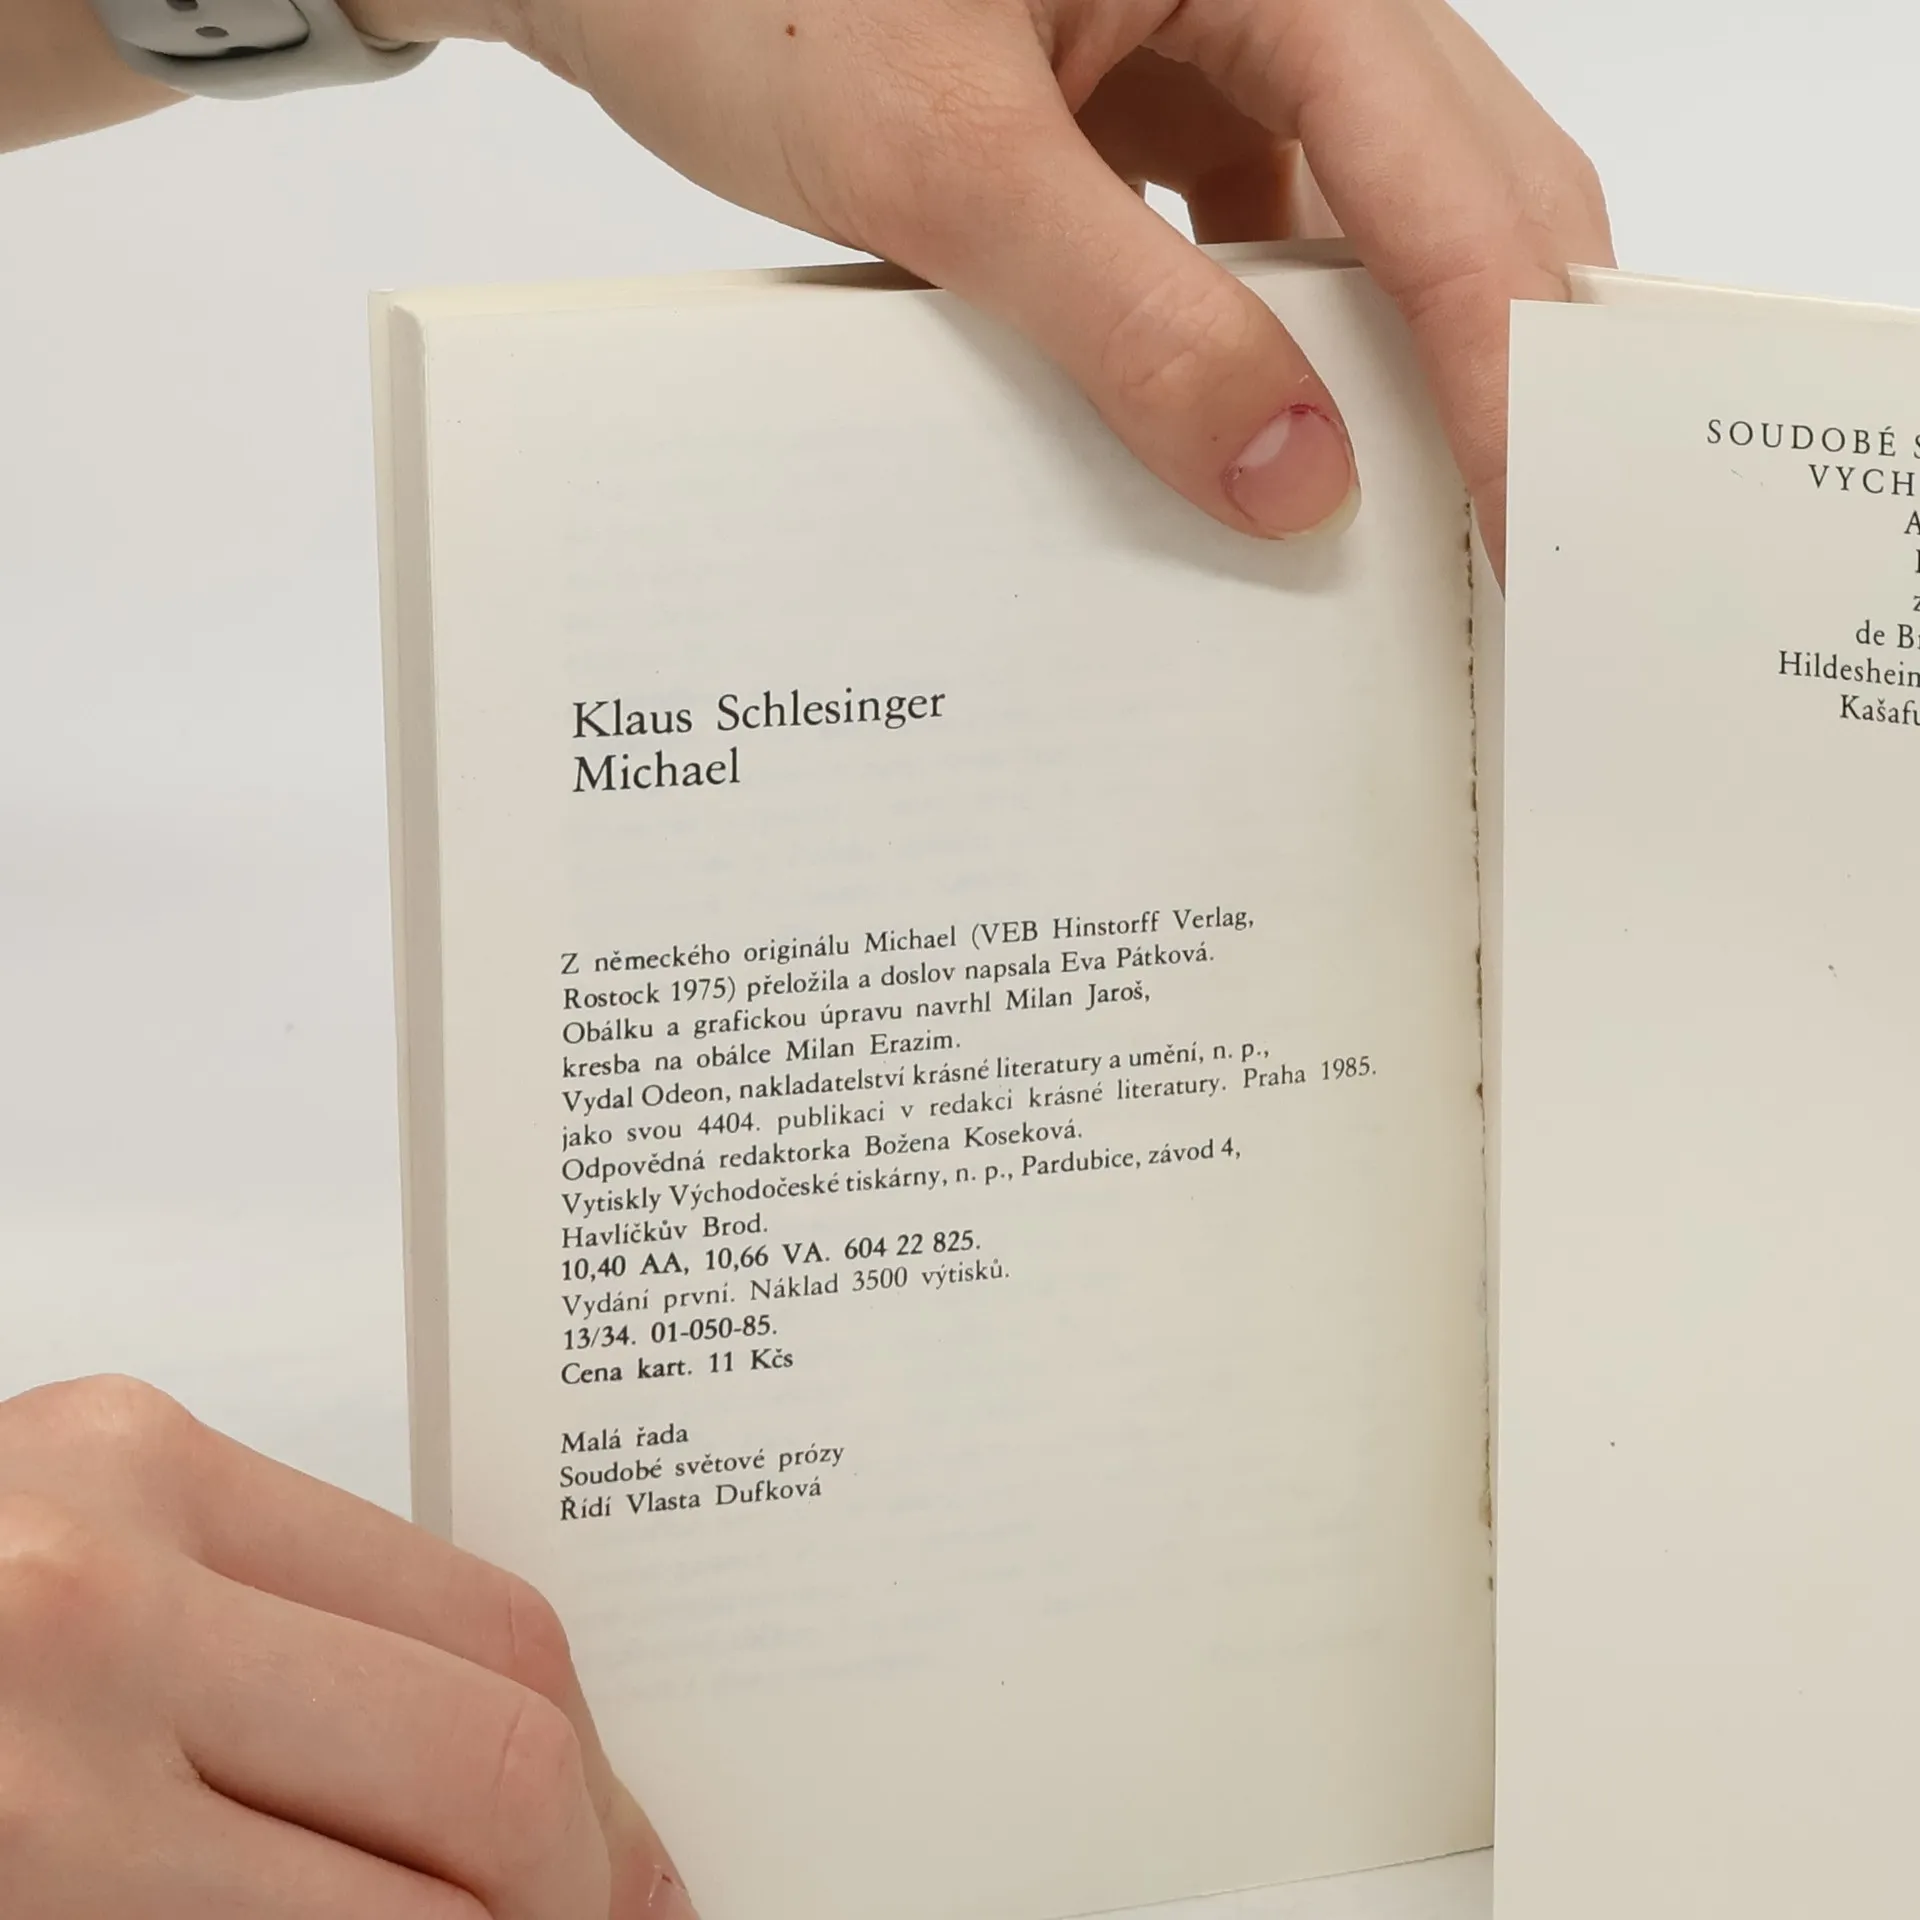 Klaus Schlesinger
Michael
Z německého originálu Michael (VEB Hinstorff Verlag,
Rostock 1975) přeložila a doslov napsala Eva Pátková.
Obálku a grafickou úpravu navrhl Milan Jaroš,
kresba na obálce Milan Erazim.
Vydal Odeon, nakladatelství krásné literatury a umění, n. p.,
jako svou 4404. publikaci v redakci krásné literatury. Praha 1985.
Odpovědná redaktorka Božena Koseková.
Vytiskly Východočeské tiskárny, n. p., Pardubice, závod 4,
Havlíčkův Brod.
10,40 AA, 10,66 VA. 604 22 825.
Vydání první. Náklad 3500 výtisků.
13/34. 01-050-85.
Cena kart. 11 Kčs
Malá řada
Soudobé světové prózy
Řídí Vlasta Dufková
SOUDOBÉ
VYCH
de
Hildesheim
Kašafu